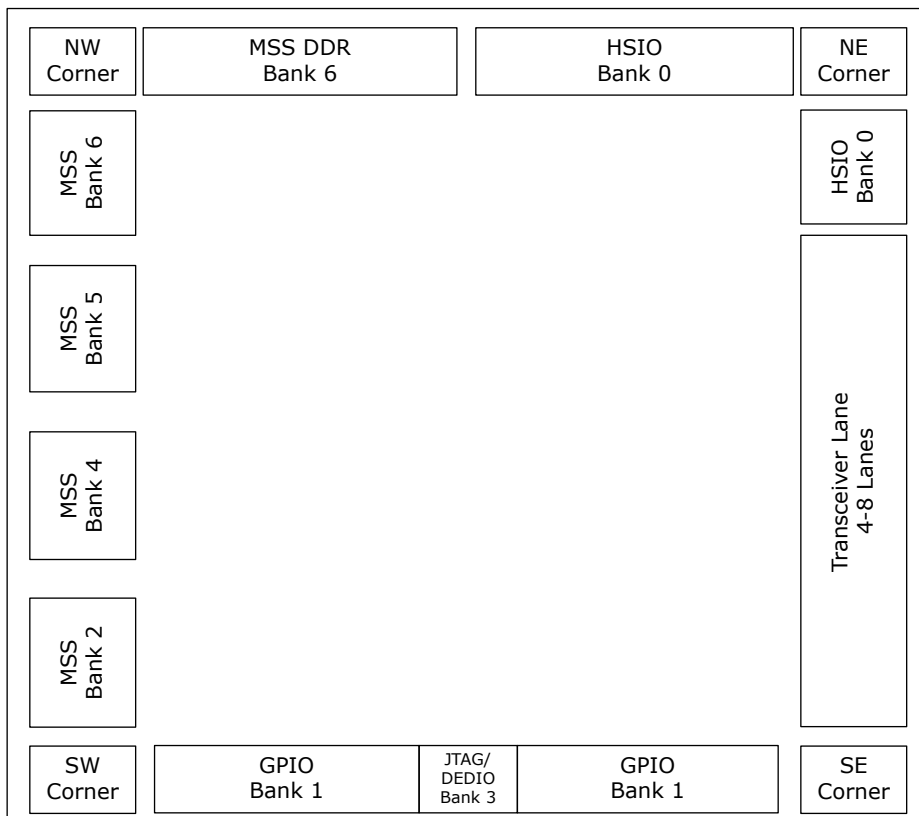 NW
Corner
MSS DDR
Bank 6
HSIO
Bank 0
NE
Corner
MSS
Bank 6
HSIO
Bank 0
MSS
Bank 5
MSS
Bank 4
Transceiver Lane
4-8 Lanes
MSS
Bank 2
SW
Corner
GPIO
Bank 1
JTAG/
DEDIO
Bank 3
GPIO
Bank 1
SE
Corner